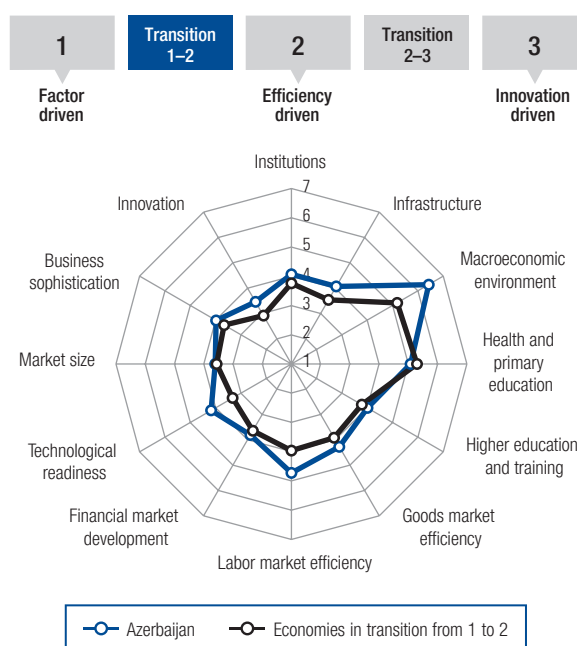 1
Transition
1–2
2
Transition
2–3
3
Factor
driven
Efficiency
driven
Innovation
driven
Institutions
Infrastructure
Macroeconomic
environment
Health and
primary
education
Higher education
and training
Goods market
efficiency
Labor market efficiency
Financial market
development
Technological
readiness
Market size
Business
sophistication
Innovation
7
6
5
4
3
2
1
Azerbaijan
Economies in transition from 1 to 2